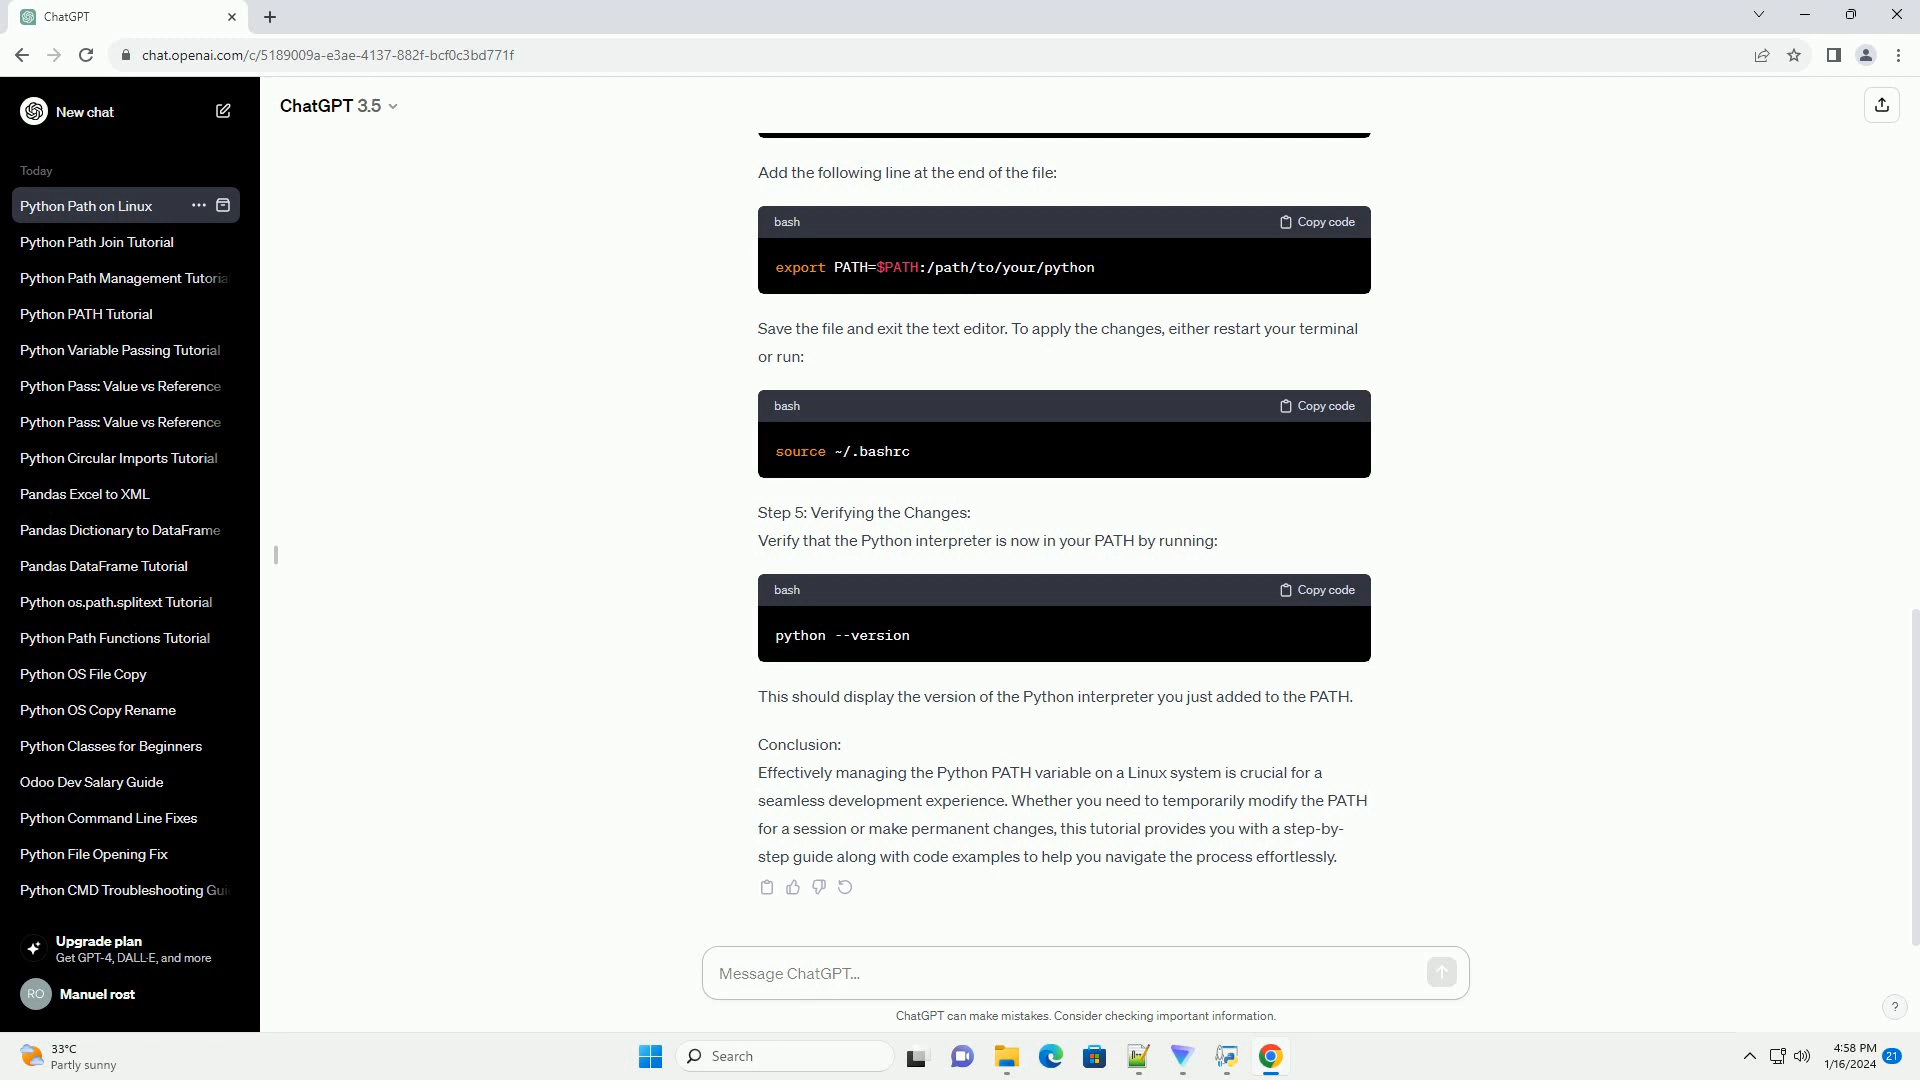 ChatGPT
chat.openai.com/c/5189009a-e3ae-4137-882f-bcf0c3bd771f
New chat
Today
Python Path on Linux
Python Path Join Tutorial
Python Path Management Tutoria
Python PATH Tutorial
Python Variable Passing Tutorial
Python Pass: Value vs Reference
Python Pass: Value vs Reference
Python Circular Imports Tutorial
Pandas Excel to XML
Pandas Dictionary to DataFrame
Pandas DataFrame Tutorial
Python os.path.splitext Tutorial
Python Path Functions Tutorial
Python OS File Copy
Python OS Copy Rename
Python Classes for Beginners
Odoo Dev Salary Guide
Python Command Line Fixes
Python File Opening Fix
Python CMD Troubleshooting Gui
Upgrade plan
Get GPT-4, DALL·E, and more
RO Manuel rost
ChatGPT 3.5
Add the following line at the end of the file:
bash Copy code
export PATH=$PATH:/path/to/your/python
Save the file and exit the text editor. To apply the changes, either restart your terminal
or run:
bash Copy code
source ~/.bashrc
Step 5: Verifying the Changes:
Verify that the Python interpreter is now in your PATH by running:
bash Copy code
python --version
This should display the version of the Python interpreter you just added to the PATH.
Conclusion:
Effectively managing the Python PATH variable on a Linux system is crucial for a
seamless development experience. Whether you need to temporarily modify the PATH
for a session or make permanent changes, this tutorial provides you with a step-by-
step guide along with code examples to help you navigate the process effortlessly.
Message ChatGPT...
ChatGPT can make mistakes. Consider checking important information.
?
33°C
Partly sunny
Search
4:58 PM
1/16/2024
21